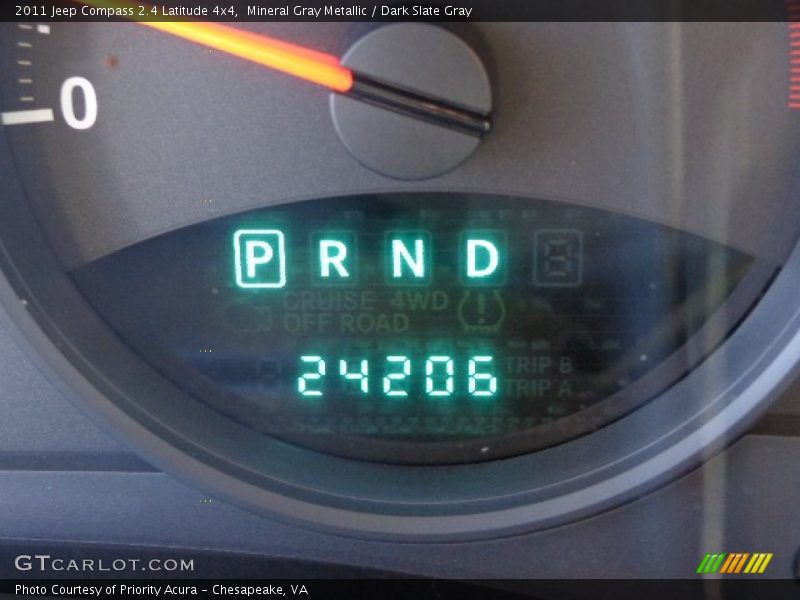 2011 Jeep Compass 2.4 Latitude 4x4, Mineral Gray Metallic / Dark Slate Gray
0
P R N D 8
CRUISE 4WD
OFF ROAD
TRIP B
24206
TRIP A
GTCARLOT.COM
Photo Courtesy of Priority Acura – Chesapeake, VA